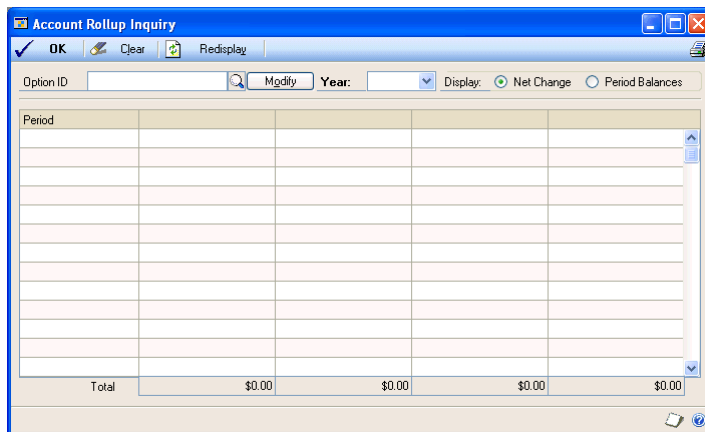 Account Rollup Inquiry
OK Clear Redisplay
Option ID Modify Year: Display: Net Change Period Balances
Period
Total $0.00 $0.00 $0.00 $0.00